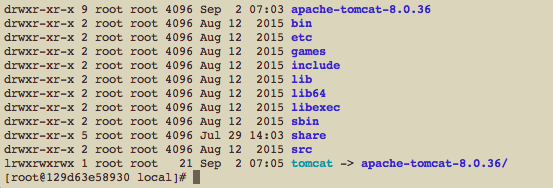 drwxr-xr-x 9 root root 4096 Sep  2 07:03 apache-tomcat-8.0.36
drwxr-xr-x 2 root root 4096 Aug 12  2015 bin
drwxr-xr-x 2 root root 4096 Aug 12  2015 etc
drwxr-xr-x 2 root root 4096 Aug 12  2015 games
drwxr-xr-x 2 root root 4096 Aug 12  2015 include
drwxr-xr-x 2 root root 4096 Aug 12  2015 lib
drwxr-xr-x 2 root root 4096 Aug 12  2015 lib64
drwxr-xr-x 2 root root 4096 Aug 12  2015 libexec
drwxr-xr-x 2 root root 4096 Aug 12  2015 sbin
drwxr-xr-x 5 root root 4096 Jul 29 14:03 share
drwxr-xr-x 2 root root 4096 Aug 12  2015 src
lrwxrwxrwx 1 root root   21 Sep  2 07:05 tomcat -> apache-tomcat-8.0.36/
[root@129d63e58930 local]#